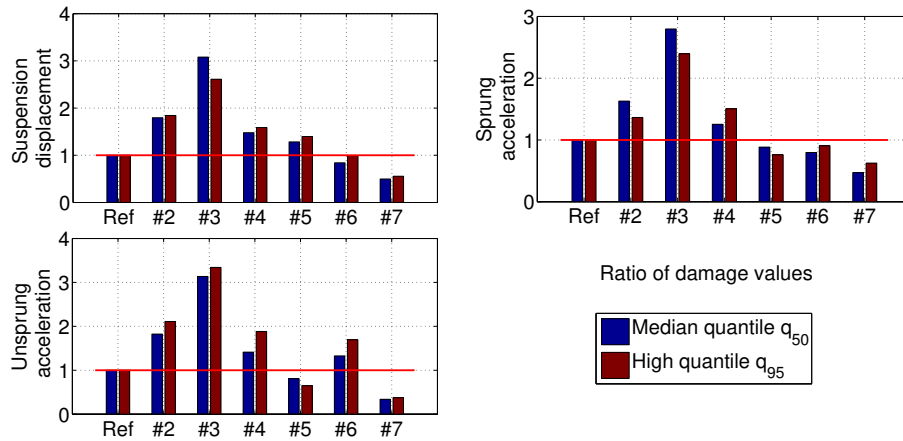 Suspension
displacement
4
3
2
1
0
Ref #2 #3 #4 #5 #6 #7
Sprung
acceleration
3
2
1
0
Ref #2 #3 #4 #5 #6 #7
Unsprung
acceleration
4
3
2
1
0
Ref #2 #3 #4 #5 #6 #7
Ratio of damage values
Median quantile q50
High quantile q95